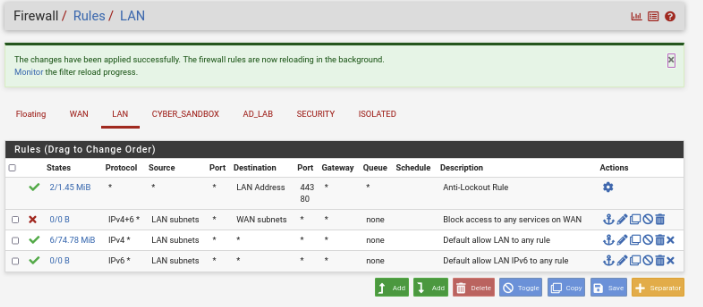 Firewall / Rules / LAN
The changes have been applied successfully. The firewall rules are now reloading in the background.
Monitor the filter reload progress.
Floating WAN LAN CYBER_SANDBOX AD_LAB SECURITY ISOLATED
Rules (Drag to Change Order)
States Protocol Source Port Destination Port Gateway Queue Schedule Description Actions
2/1.45 MiB * * * LAN Address 443 * * Anti-Lockout Rule
80
0/0 B IPv4+6 * LAN subnets * WAN subnets * * none Block access to any services on WAN
6/74.78 MiB IPv4 * LAN subnets * * * * none Default allow LAN to any rule
0/0 B IPv6 * LAN subnets * * * * none Default allow LAN IPv6 to any rule
Add Add Delete Toggle Copy Save Separator